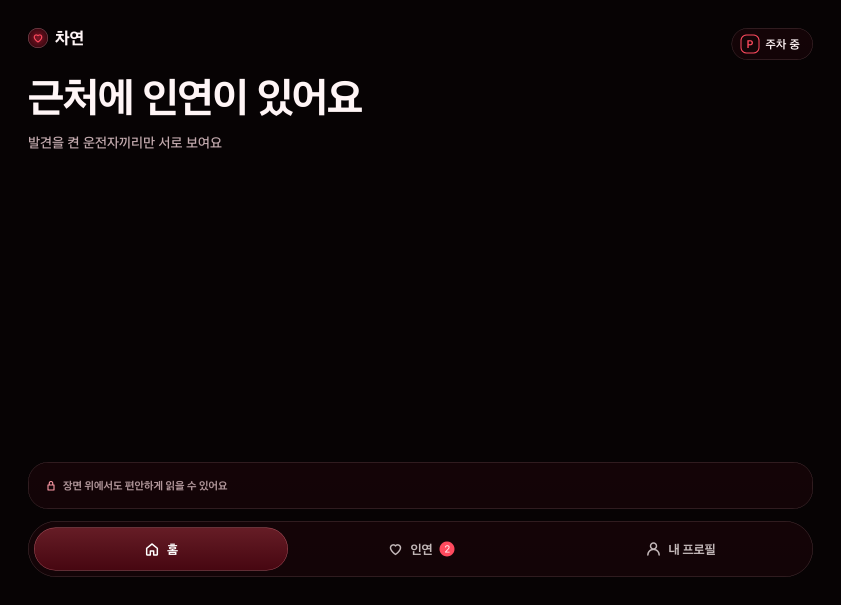 차연
P 주차 중
근처에 인연이 있어요
발견을 켠 운전자끼리만 서로 보여요
장면 위에서도 편안하게 읽을 수 있어요
홈
인연 2
내 프로필